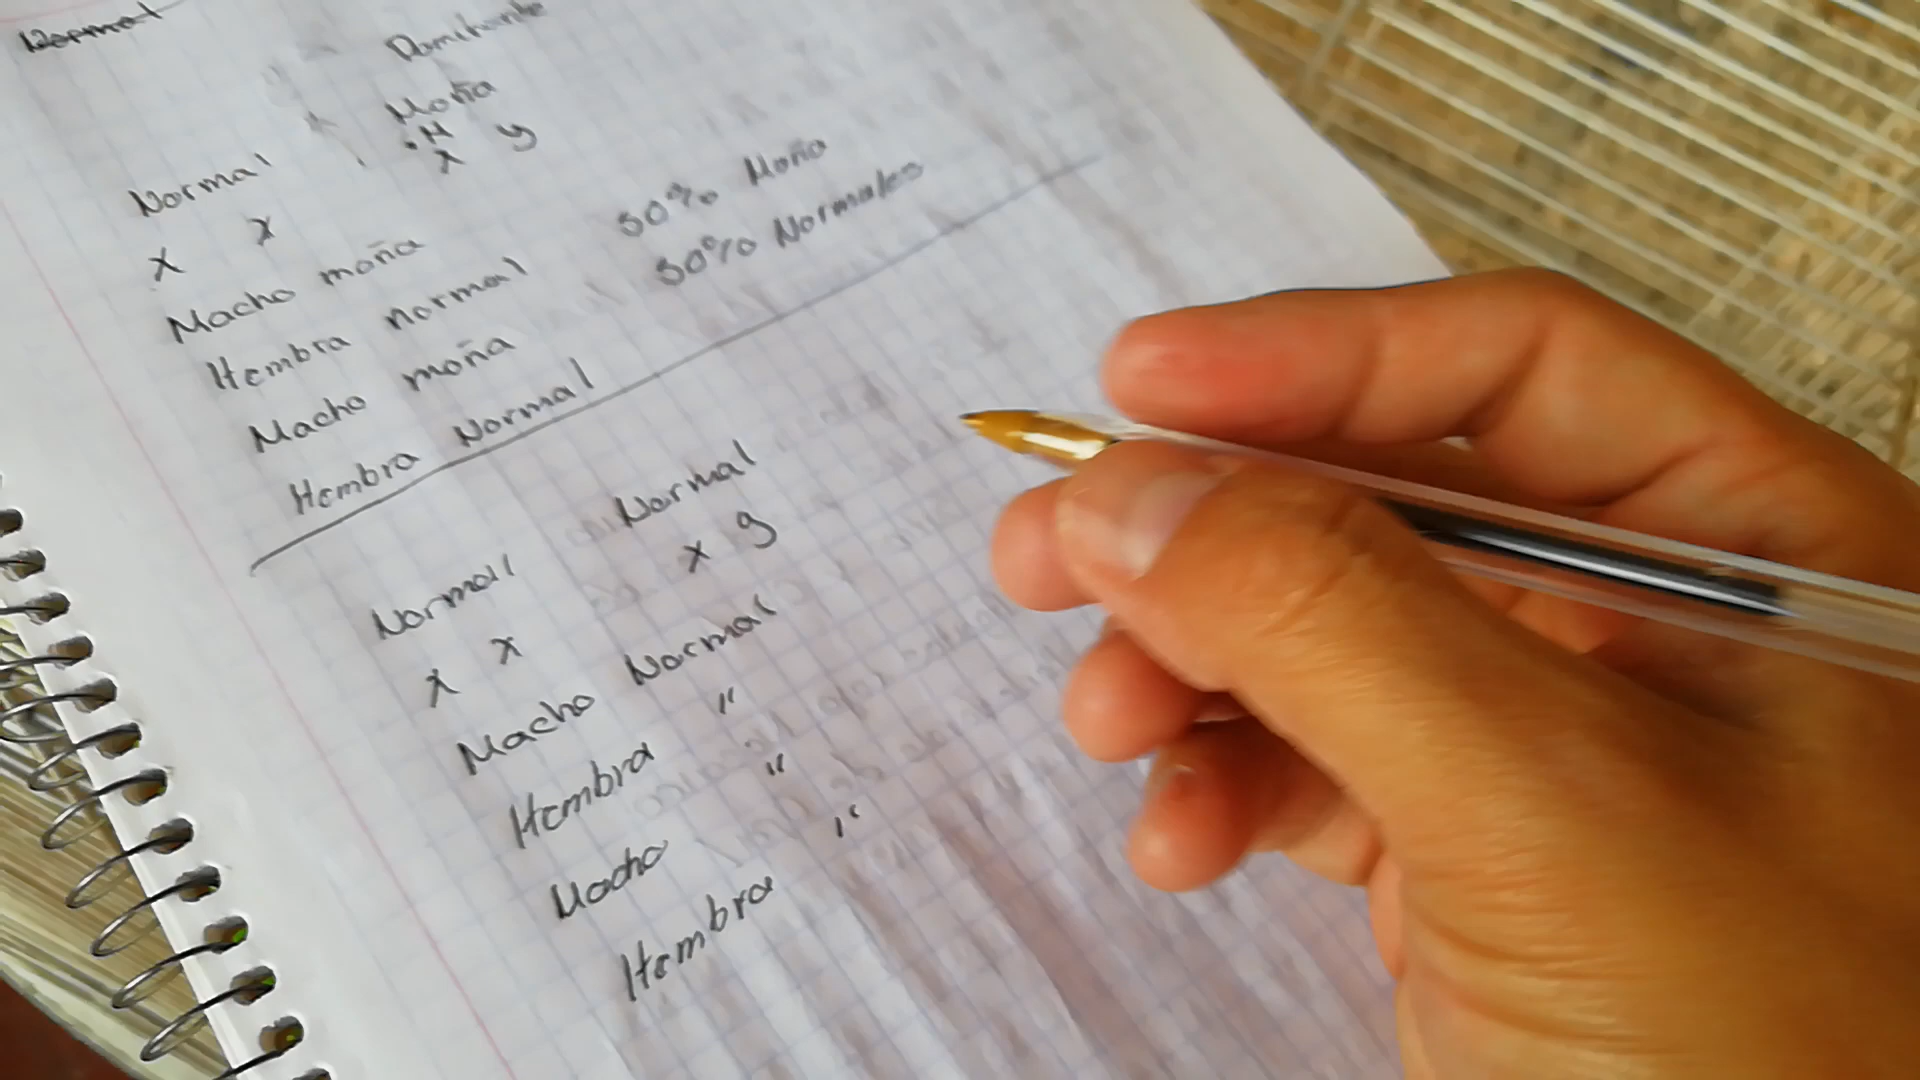 Normal
Dominante
Moña
Normal
M
X y
X X
Macho moña
Hembra normal
Macho moña
Hembra Normal
50% Moña
50% Normales
Normal Normal
X X
X y
Macho Normal
Hembra "
Macho "
Hembra "